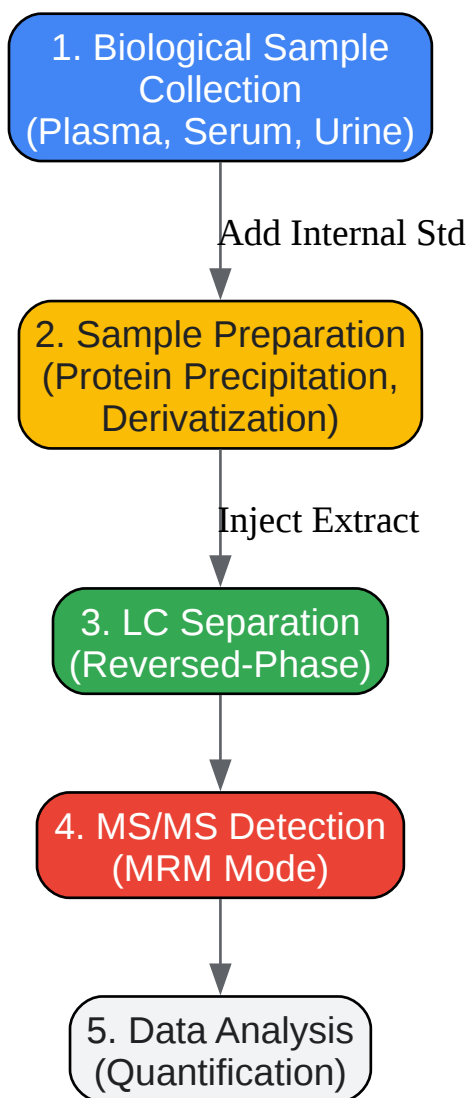 1. Biological Sample
Collection
(Plasma, Serum, Urine)
Add Internal Std
2. Sample Preparation
(Protein Precipitation,
Derivatization)
Inject Extract
3. LC Separation
(Reversed-Phase)
4. MS/MS Detection
(MRM Mode)
5. Data Analysis
(Quantification)